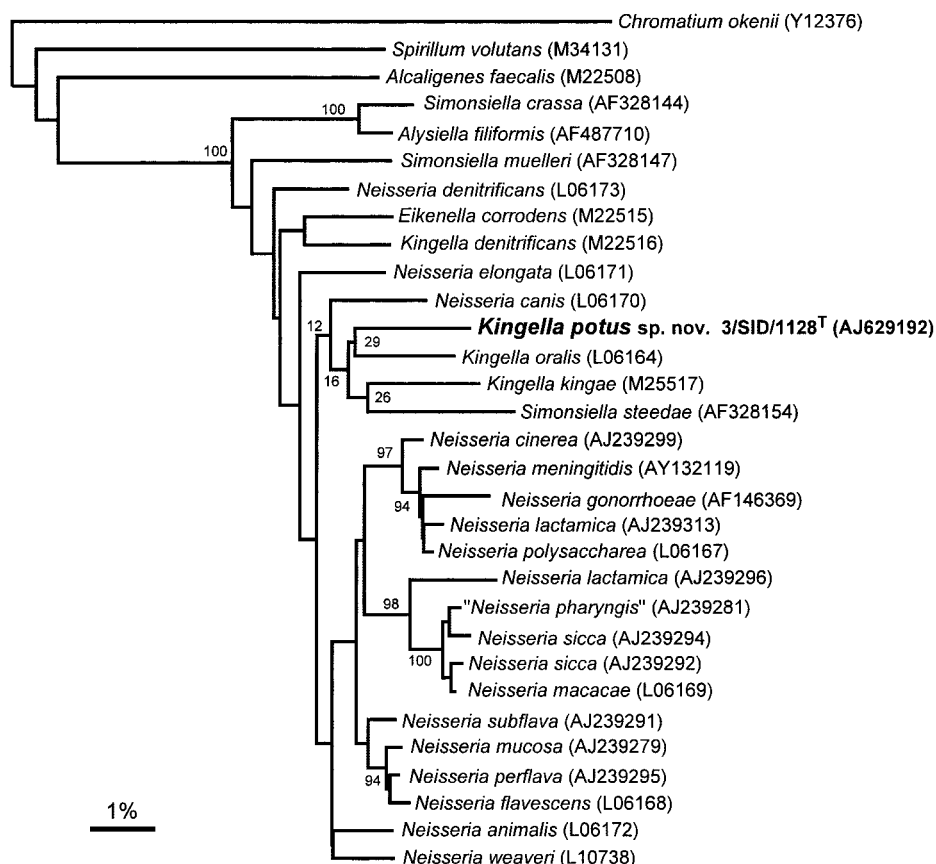 Chromatium okenii (Y12376)
Spirillum volutans (M34131)
Alcaligenes faecalis (M22508)
100 Simonsiella crassa (AF328144)
Alysiella filiformis (AF487710)
100
Simonsiella muelleri (AF328147)
Neisseria denitrificans (L06173)
Eikenella corrodens (M22515)
Kingella denitrificans (M22516)
Neisseria elongata (L06171)
Neisseria canis (L06170)
12 Kingella potus sp. nov. 3/SID/1128T (AJ629192)
29
Kingella oralis (L06164)
16
Kingella kingae (M25517)
26
Simonsiella steedae (AF328154)
Neisseria cinerea (AJ239299)
97
Neisseria meningitidis (AY132119)
Neisseria gonorrhoeae (AF146369)
94
Neisseria lactamica (AJ239313)
Neisseria polysaccharea (L06167)
Neisseria lactamica (AJ239296)
98 "Neisseria pharyngis" (AJ239281)
Neisseria sicca (AJ239294)
100
Neisseria sicca (AJ239292)
Neisseria macacae (L06169)
Neisseria subflava (AJ239291)
Neisseria mucosa (AJ239279)
94 Neisseria perflava (AJ239295)
Neisseria flavescens (L06168)
1%
Neisseria animalis (L06172)
Neisseria weaveri (L10738)